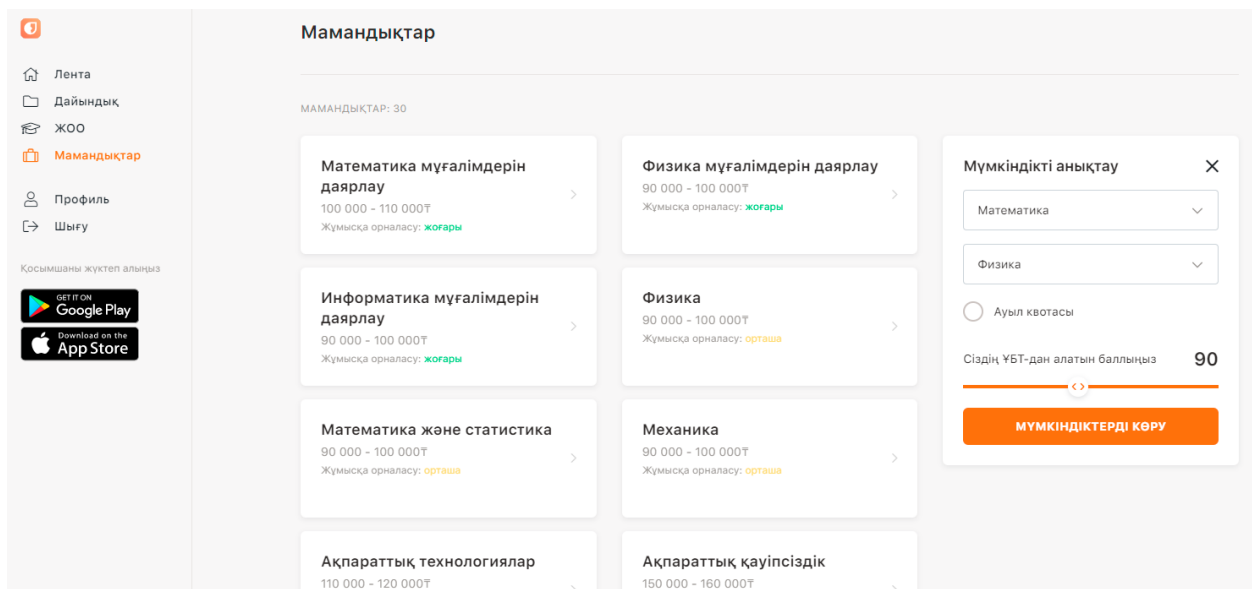 Лента
Дайындық
ЖОО
Мамандықтар
Профиль
Шығу
Қосымшаны жүктеп алыңыз
GET IT ON
Google Play
Download on the
App Store
Мамандықтар
МАМАНДЫҚТАР: 30
Математика мұғалімдерін
даярлау
100 000 - 110 000₸
Жұмысқа орналасу: жоғары
Физика мұғалімдерін даярлау
90 000 - 100 000₸
Жұмысқа орналасу: жоғары
Информатика мұғалімдерін
даярлау
90 000 - 100 000₸
Жұмысқа орналасу: жоғары
Физика
90 000 - 100 000₸
Жұмысқа орналасу: орташа
Математика және статистика
90 000 - 100 000₸
Жұмысқа орналасу: орташа
Механика
90 000 - 100 000₸
Жұмысқа орналасу: орташа
Ақпараттық технологиялар
110 000 - 120 000₸
Ақпараттық қауіпсіздік
150 000 - 160 000₸
Мүмкіндікті анықтау
Математика
Физика
Ауыл квотасы
Сіздің ҰБТ-дан алатын баллыңыз 90
МҮМКІНДІКТЕРДІ КӨРУ